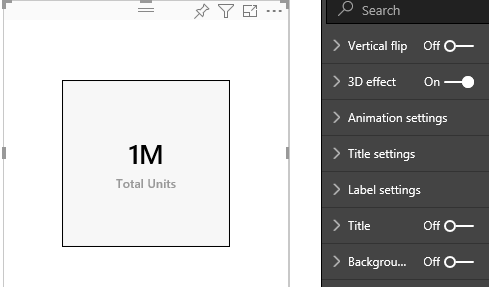 1M
Total Units
Search
Vertical flip Off
3D effect On
Animation settings
Title settings
Label settings
Title Off
Backgrou... Off